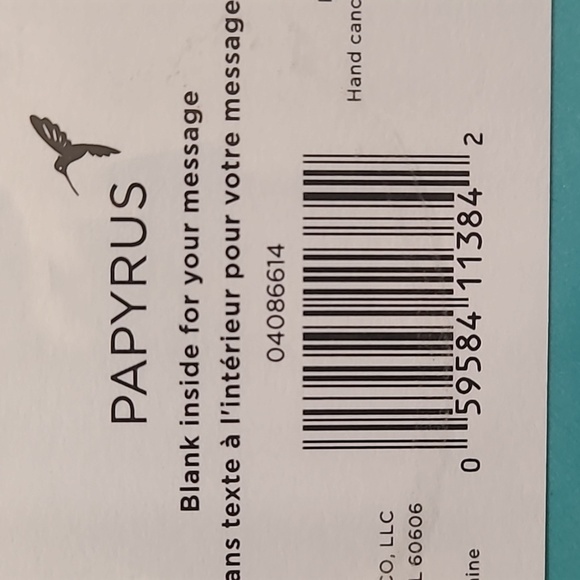 PAPYRUS
Blank inside for your message
ans texte à l'intérieur pour votre message
04086614
0 59584 11384 2
Hand canc
CO, LLC
L 60606
ine